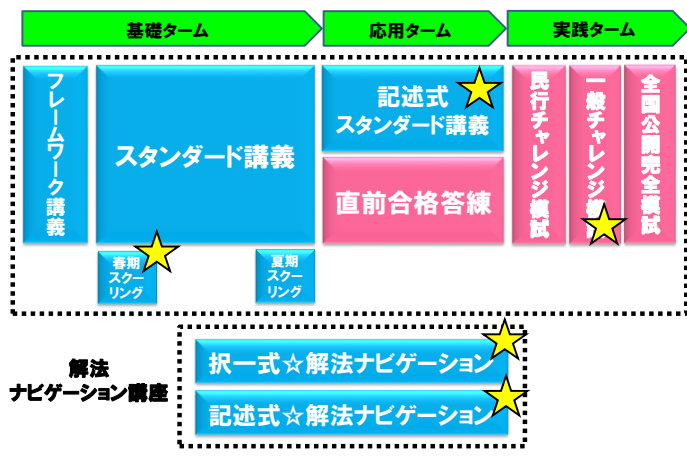 基礎ターム
応用ターム
実践ターム
フレームワーク講義
スタンダード講義
春期
スクー
リング
夏期
スクー
リング
記述式
スタンダード講義
直前合格答練
民行チャレンジ模試
一般チャレンジ模
全国公開完全模試
解法
ナビゲーション講座
択一式☆解法ナビゲーション
記述式☆解法ナビゲーション